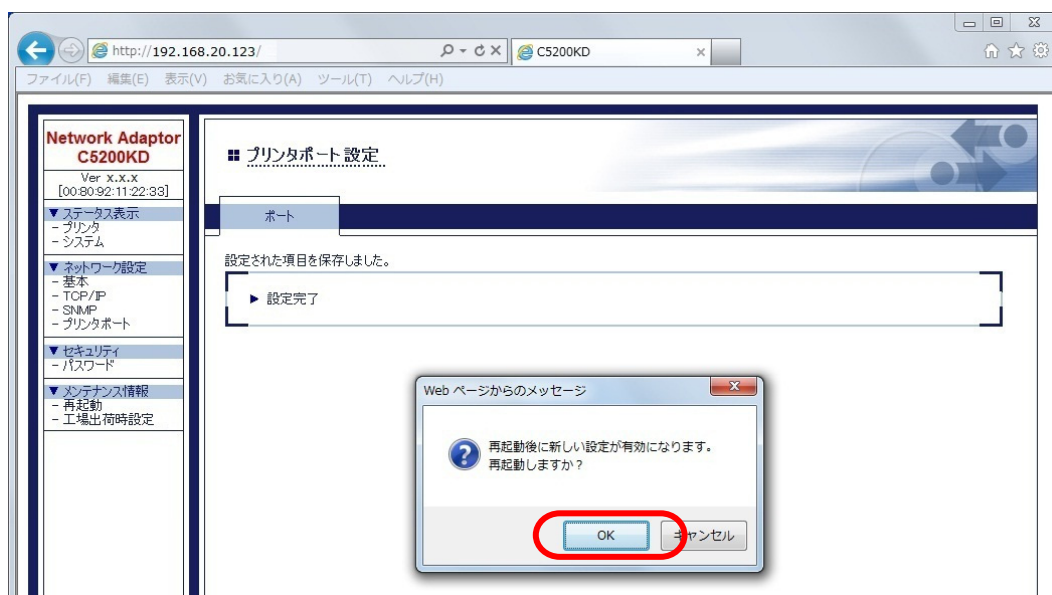 http://192.168.20.123/
C5200KD
ファイル(F) 編集(E) 表示(V) お気に入り(A) ツール(T) ヘルプ(H)
Network Adaptor
C5200KD
Ver x.x.x
[00:80:92:11:22:33]
▼ステータス表示
- プリンタ
- システム
▼ネットワーク設定
- 基本
- TCP/IP
- SNMP
- プリンタポート
▼セキュリティ
- パスワード
▼メンテナンス情報
- 再起動
- 工場出荷時設定
プリンタポート設定
ポート
設定された項目を保存しました。
▶ 設定完了
Web ページからのメッセージ
再起動後に新しい設定が有効になります。
再起動しますか？
OK
キャンセル